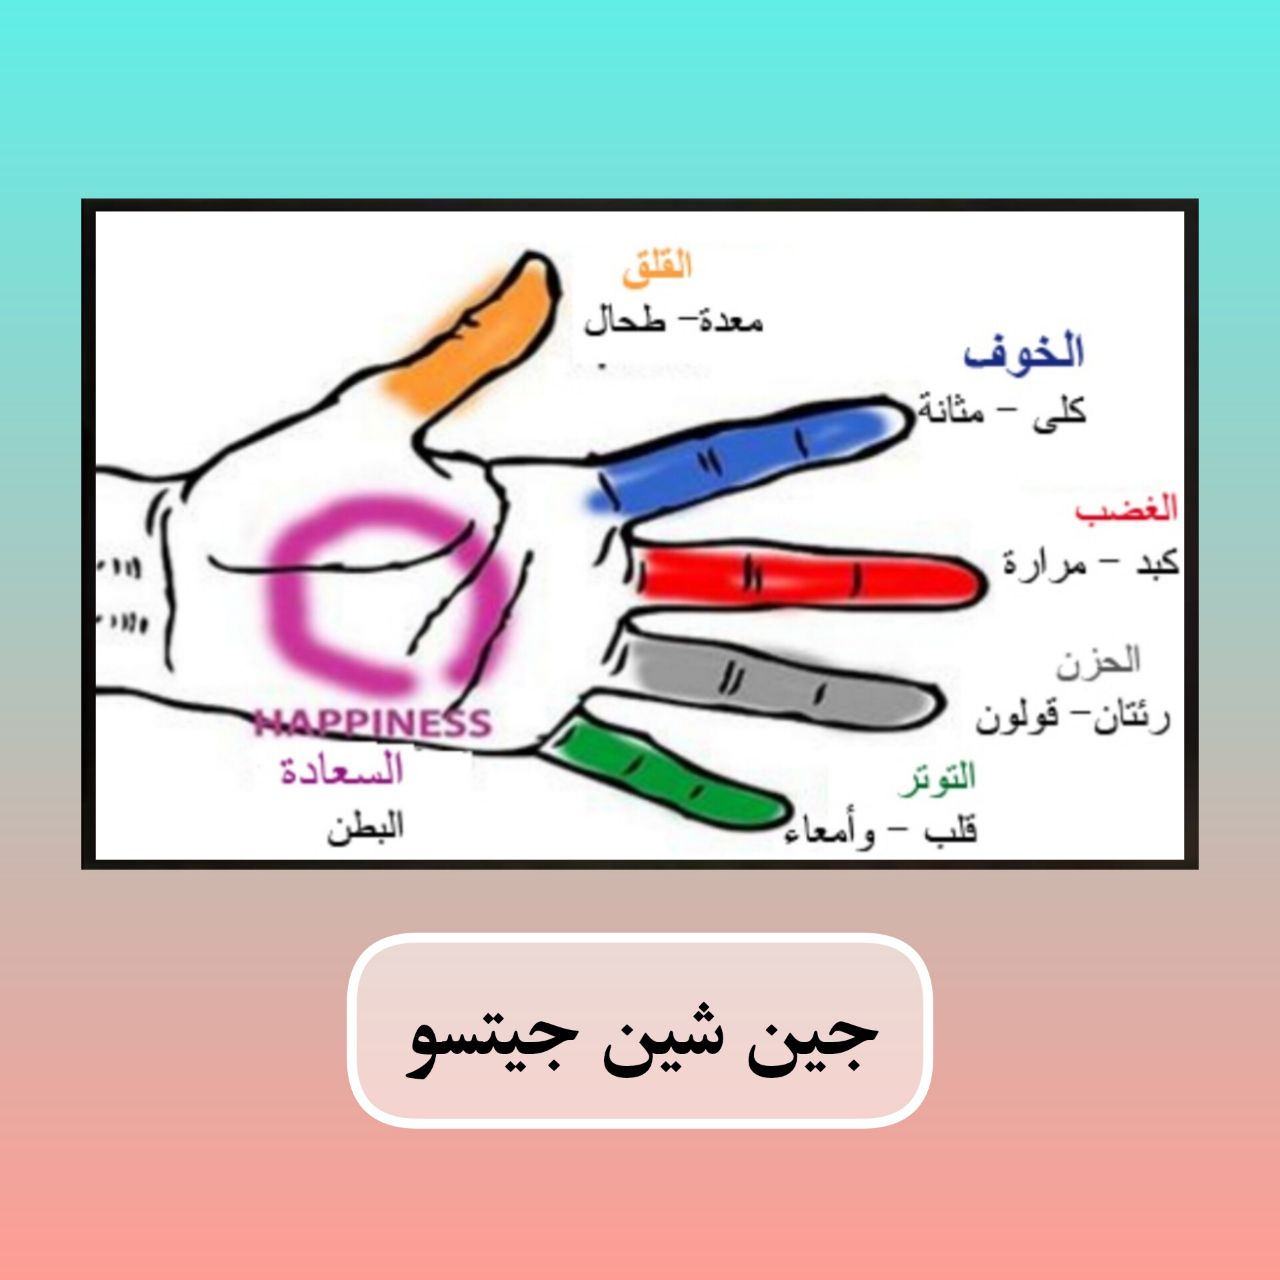 القلق
معدة- طحال
الخوف
كلى - مثانة
الغضب
كبد - مرارة
الحزن
رئتان- قولون
التوتر
قلب - وأمعاء
HAPPINESS
السعادة
البطن
جين شين جيتسو